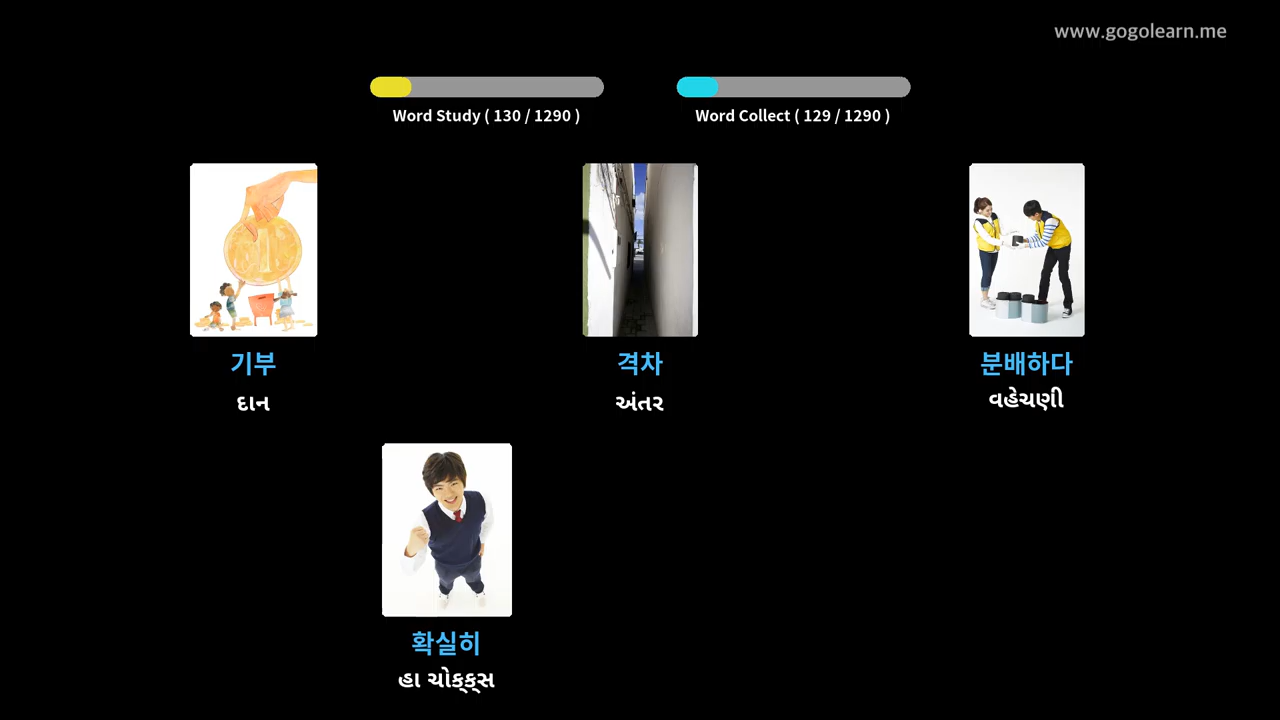 www.gogolearn.me
Word Study ( 130 / 1290 )
Word Collect ( 129 / 1290 )
기부
격차
분배하다
દાન
અંતર
વહેચણી
확실히
હા ચોક્ક્સ